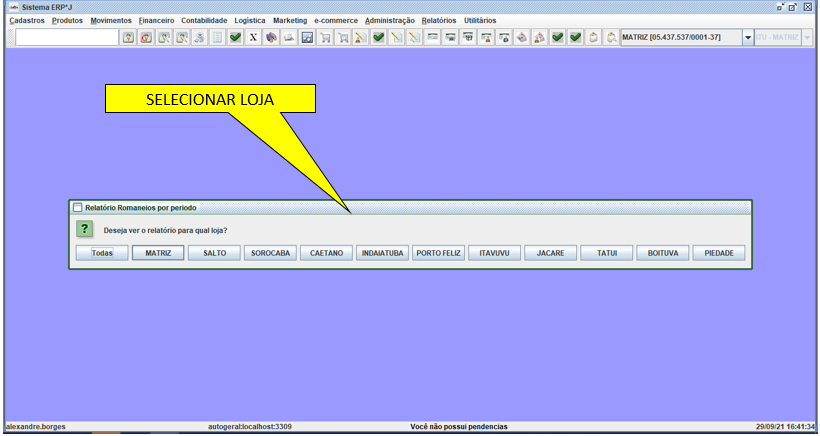 Sistema ERP*J
Cadastros Produtos Movimentos Financeiro Contabilidade Logística Marketing e-commerce Administração Relatórios Utilitários
X MATRIZ [05.437.537/0001-37] ITU - MATRIZ
SELECIONAR LOJA
Relatório Romaneios por periodo
? Deseja ver o relatório para qual loja?
Todas MATRIZ SALTO SOROCABA CAETANO INDAIATUBA PORTO FELIZ ITAVUVU JACARE TATUI BOITUVA PIEDADE
alexandre.borges autogeral:localhost:3309 Você não possui pendencias 29/09/21 16:41:34